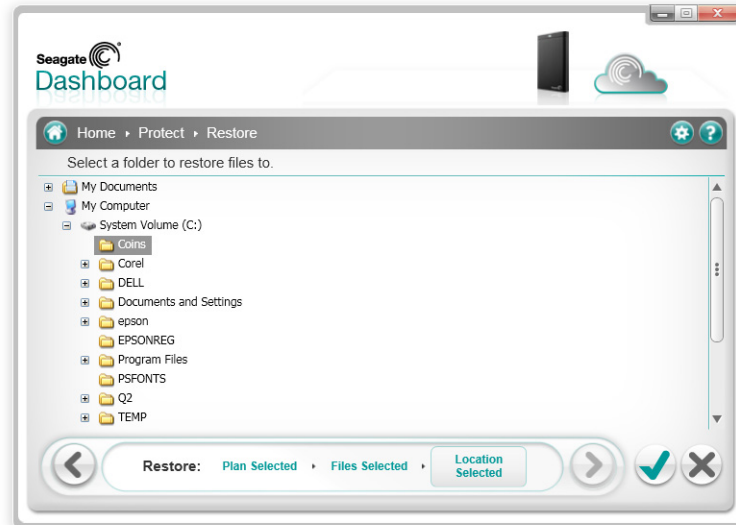 Seagate
Dashboard
Home ▸ Protect ▸ Restore
Select a folder to restore files to.
My Documents
My Computer
System Volume (C:)
Coins
Corel
DELL
Documents and Settings
epson
EPSONREG
Program Files
PSFONTS
Q2
TEMP
Restore: Plan Selected ▸ Files Selected ▸ Location
Selected